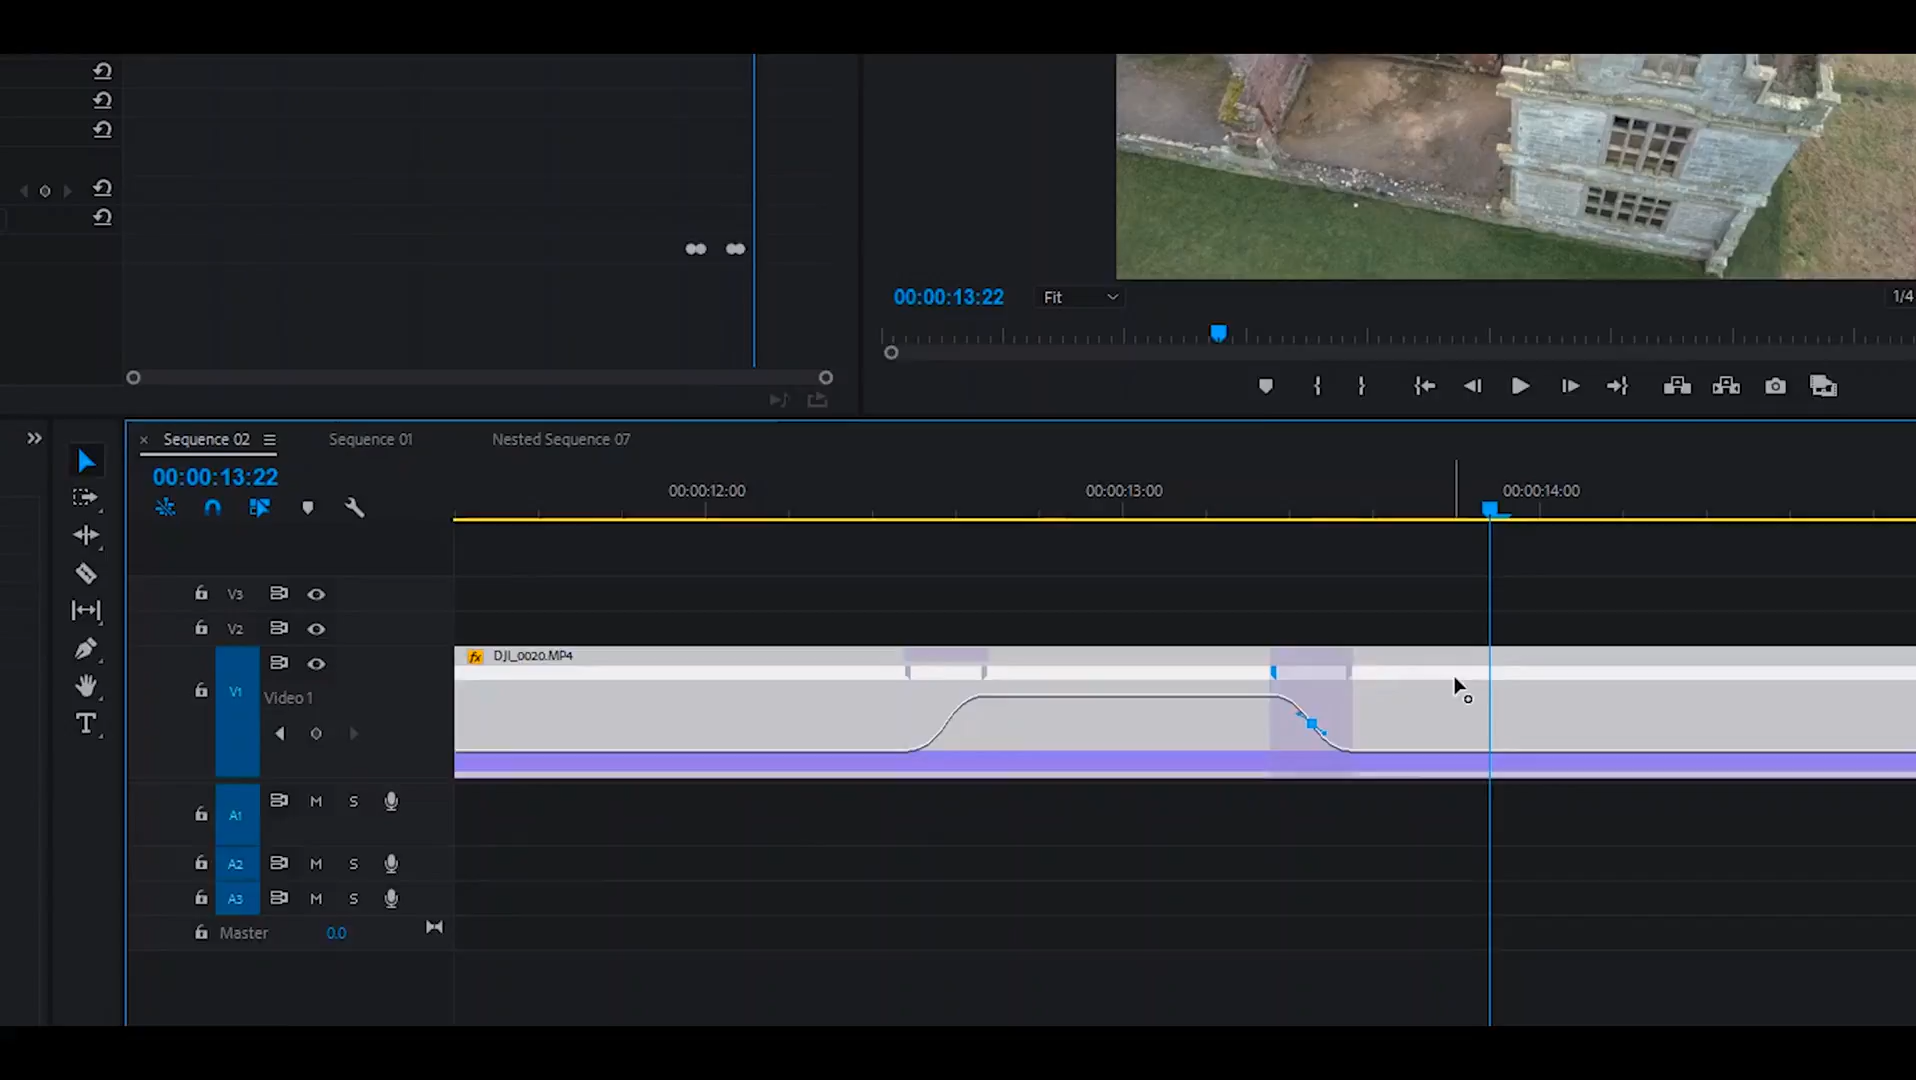 00:00:13:22
Fit
1/4
Sequence 02
Sequence 01
Nested Sequence 07
00:00:13:22
00:00:12:00
00:00:13:00
00:00:14:00
V3
V2
fx DJI_0020.MP4
V1
Video 1
A1 M S
A2 M S
A3 M S
Master 0.0